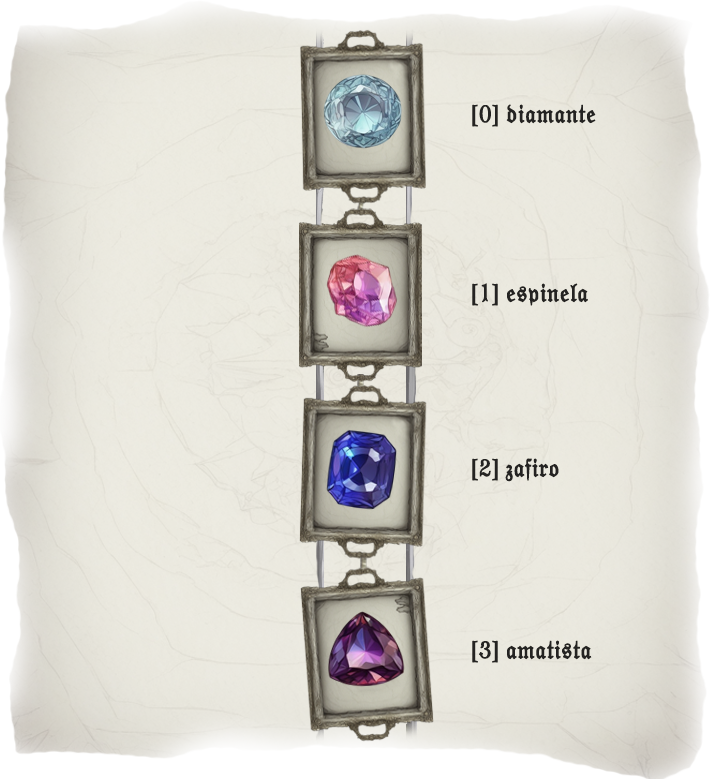 [0] diamante
[1] espinela
[2] zafiro
[3] amatista